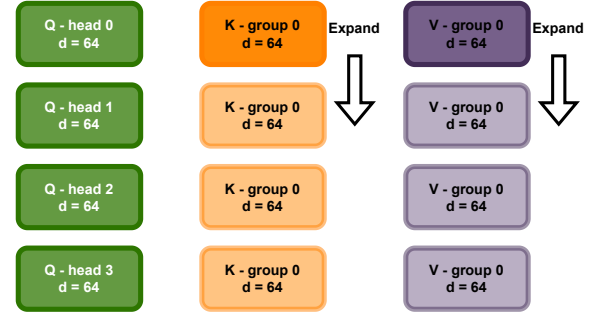 Q - head 0
d = 64
K - group 0
d = 64
Expand
V - group 0
d = 64
Expand
Q - head 1
d = 64
K - group 0
d = 64
V - group 0
d = 64
Q - head 2
d = 64
K - group 0
d = 64
V - group 0
d = 64
Q - head 3
d = 64
K - group 0
d = 64
V - group 0
d = 64